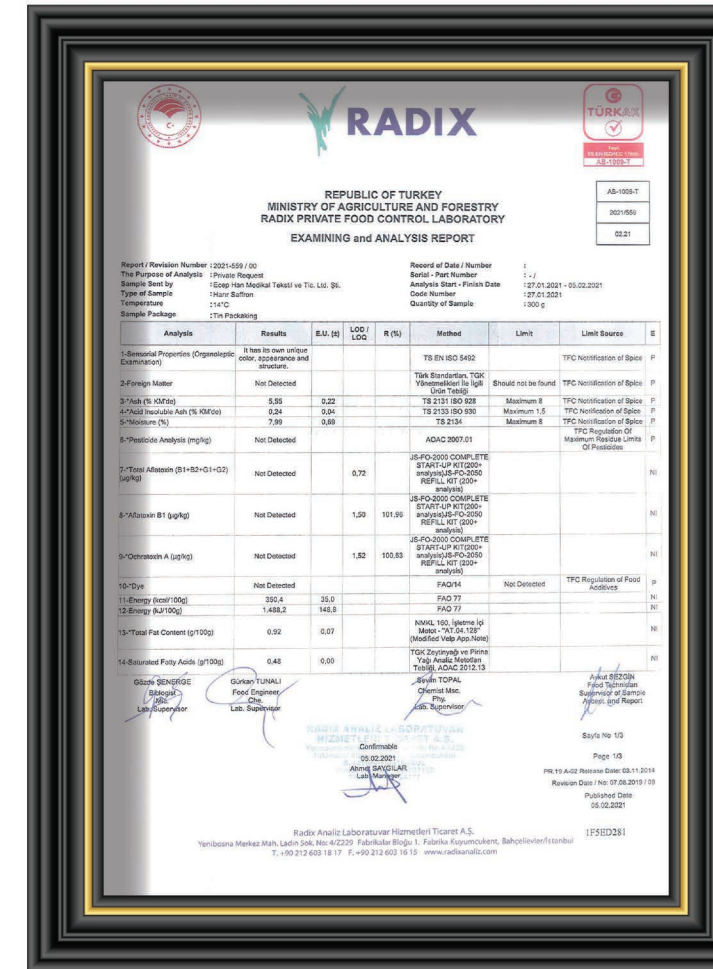 RADIX
TÜRKAK
AB-1009-T
REPUBLIC OF TURKEY
MINISTRY OF AGRICULTURE AND FORESTRY
RADIX PRIVATE FOOD CONTROL LABORATORY
EXAMINING and ANALYSIS REPORT
AB-1009-T
2021/559
02.21
Report / Revision Number : 2021-559 / 00
The Purpose of Analysis : Private Request
Sample Sent by : Ecep Han Medikal Tekstil ve Tic. Ltd. Şti.
Type of Sample : Hanr Saffron
Temperature : 14°C
Sample Package : Tin Packaking
Record of Date / Number :
Serial - Part Number : - /
Analysis Start - Finish Date : 27.01.2021 - 05.02.2021
Code Number : 27.01.2021
Quantity of Sample : 300 g
Analysis Results E.U. (±) LOD / LOQ R (%) Method Limit Limit Source E
1-Sensorial Properties (Organoleptic Examination) It has its own unique color, appearance and structure. TS EN ISO 5492 TFC Notitification of Spice P
2-Foreign Matter Not Detected Türk Standartları, TGK Yönetmelikleri İle İlgili Ürün Tebliği Should not be found TFC Notitification of Spice P
3-*Ash (% KM'de) 5,55 0,22 TS 2131 ISO 928 Maximum 8 TFC Notitification of Spice P
4-*Acid Insoluble Ash (% KM'de) 0,24 0,04 TS 2133 ISO 930 Maximum 1,5 TFC Notification of Spice P
5-*Moisture (%) 7,99 0,69 TS 2134 Maximum 8 TFC Notitification of Spice P
6-*Pesticide Analysis (mg/kg) Not Detected AOAC 2007.01 TFC Regulation Of Maximum Residue Limits Of Pesticides P
7-*Total Aflatoxin (B1+B2+G1+G2) (µg/kg) Not Detected 0,72 JS-FO-2000 COMPLETE START-UP KIT(200+ analysis)JS-FO-2050 REFILL KIT (200+ analysis) NI
8-*Aflatoxin B1 (µg/kg) Not Detected 1,50 101,96 JS-FO-2000 COMPLETE START-UP KIT(200+ analysis)JS-FO-2050 REFILL KIT (200+ analysis) NI
9-*Ochratoxin A (µg/kg) Not Detected 1,52 100,63 JS-FO-2000 COMPLETE START-UP KIT(200+ analysis)JS-FO-2050 REFILL KIT (200+ analysis) NI
10-*Dye Not Detected FAO/14 Not Detected TFC Regulation of Food Additives P
11-Energy (kcal/100g) 350,4 35,0 FAO 77 NI
12-Energy (kJ/100g) 1.488,2 148,8 FAO 77 NI
13-*Total Fat Content (g/100g) 0,92 0,07 NMKL 160, İşletme İçi Metot - "AT.04.128" (Modified Velp App.Note) NI
14-Saturated Fatty Acids (g/100g) 0,48 0,00 TGK Zeytinyağı ve Pirina Yağı Analiz Metotları Tebliği, AOAC 2012.13 NI
Gözde ŞENERGE
Biologist
Msc.
Lab. Supervisor
Gürkan TUNALI
Food Engineer
Che.
Lab. Supervisor
Sevim TOPAL
Chemist Msc.
Phy.
Lab. Supervisor
Aykut SEZGİN
Food Technician
Supervisor of Sample
Accept and Report
RADIX ANALİZ LABORATUVAR
Confirmable
05.02.2021
Ahmet SAYGILAR
Lab. Manager
Sayfa No 1/3
Page 1/3
PR.19 A-02 Release Date: 03.11.2014
Revision Date / No: 07.08.2019 / 09
Published Date
05.02.2021
Radix Analiz Laboratuvar Hizmetleri Ticaret A.Ş.
1F5HD281
Yenibosna Merkez Mah. Ladin Sok. No: 4/Z229 Fabrikalar Bloğu 1. Fabrika Kuyumcukent, Bahçelievler/İstanbul
T. +90 212 603 18 17 F. +90 212 603 16 15 www.radixanaliz.com